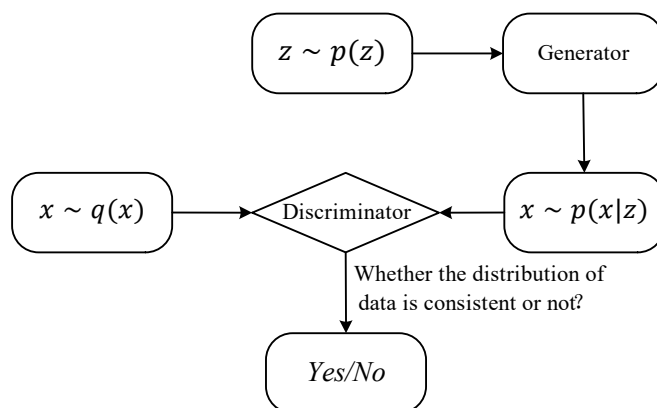 z ~ p(z)
Generator
x ~ q(x)
Discriminator
x ~ p(x|z)
Whether the distribution of
data is consistent or not?
Yes/No